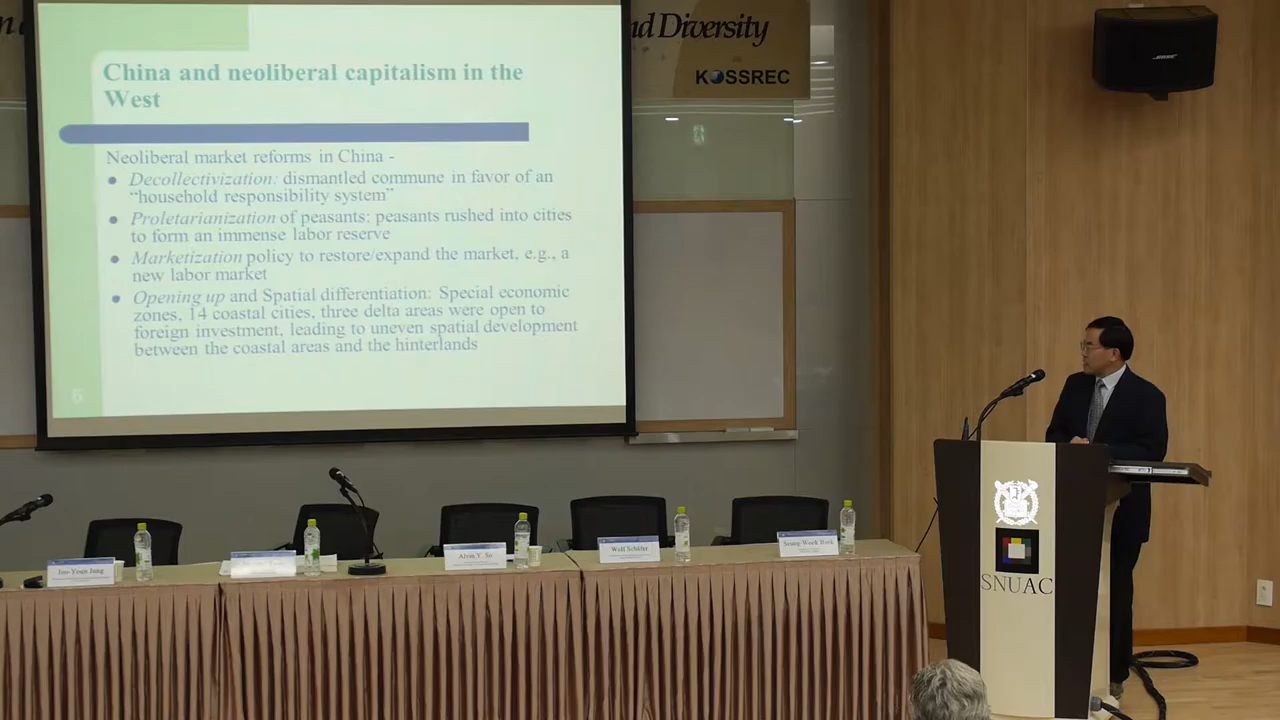 nd Diversity
KOSSREC
BOSE
China and neoliberal capitalism in the
West
Neoliberal market reforms in China -
• Decollectivization: dismantled commune in favor of an
“household responsibility system”
• Proletarianization of peasants: peasants rushed into cities
to form an immense labor reserve
• Marketization policy to restore/expand the market, e.g., a
new labor market
• Opening up and Spatial differentiation: Special economic
zones, 14 coastal cities, three delta areas were open to
foreign investment, leading to uneven spatial development
between the coastal areas and the hinterlands
6
Alvin Y. So
Wolf Schäfer
SNUAC